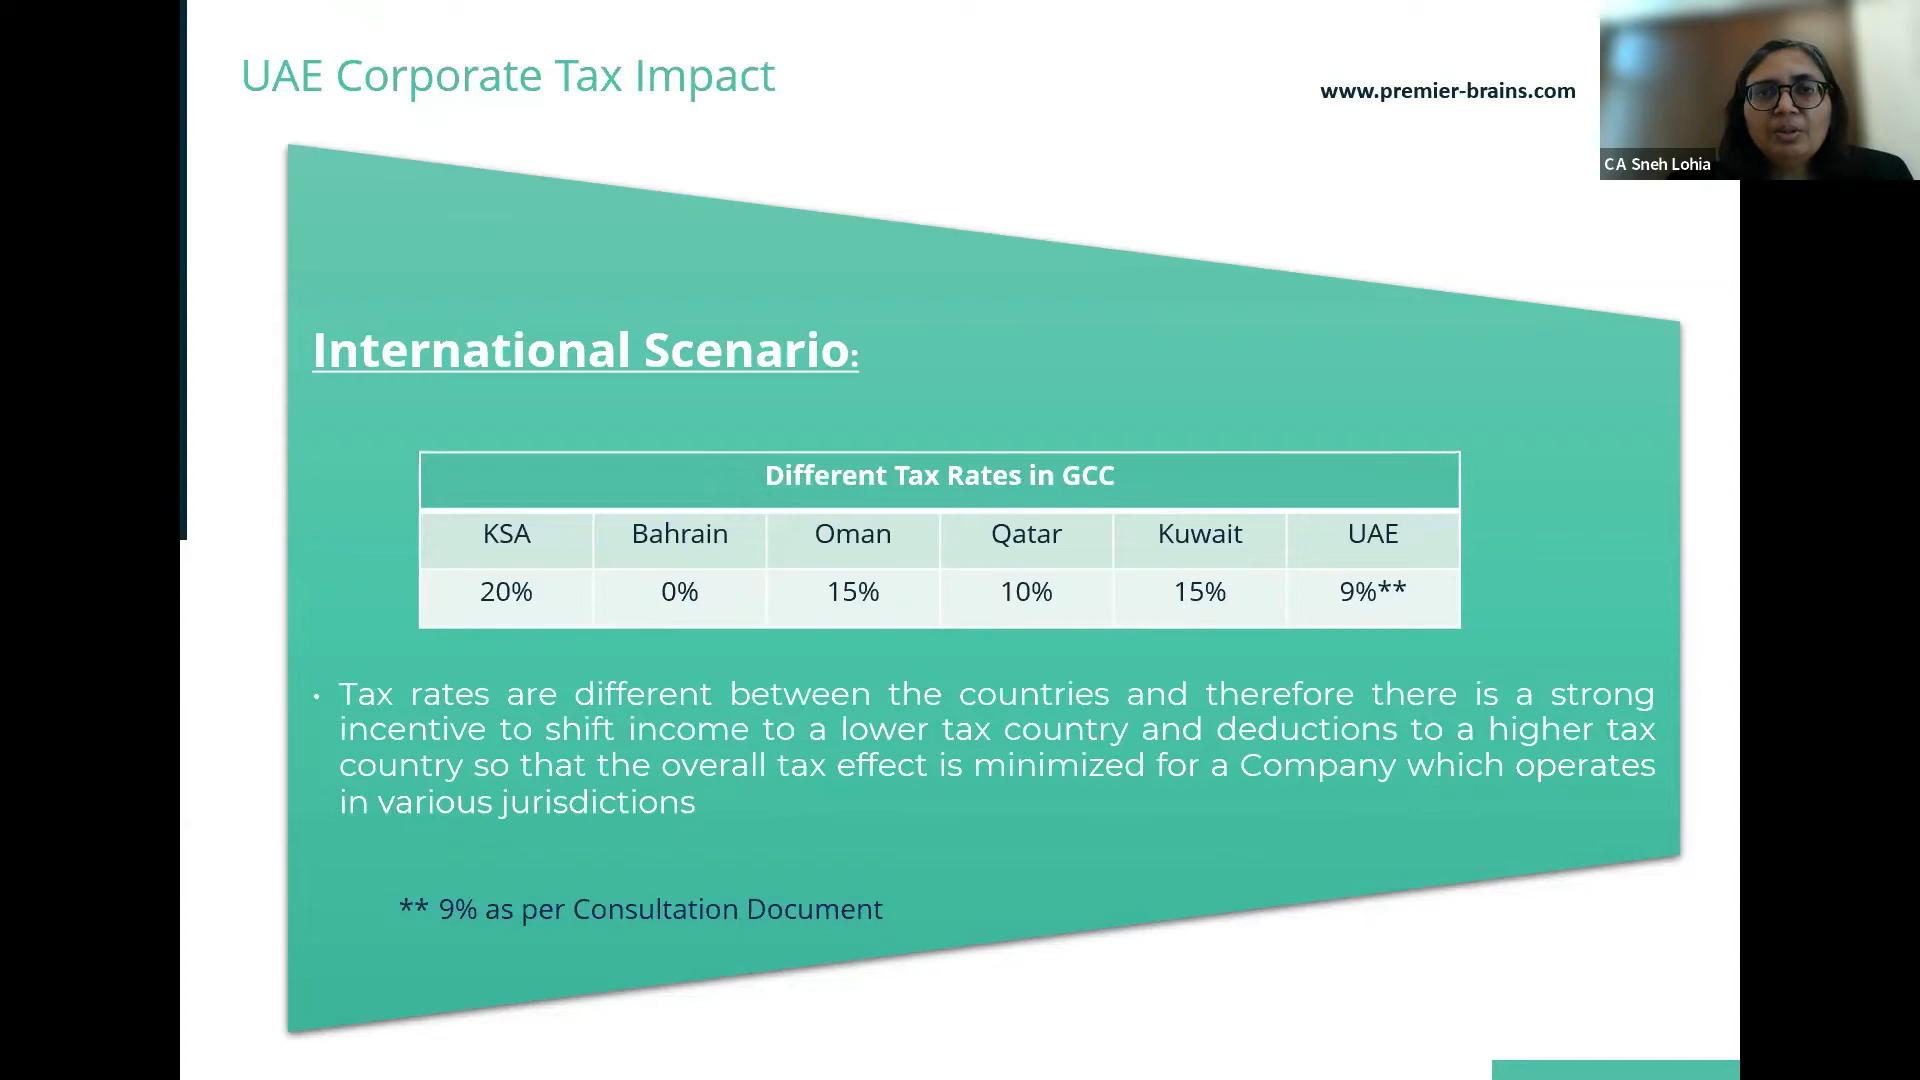 UAE Corporate Tax Impact
www.premier-brains.com
CA Sneh Lohia
International Scenario:
Different Tax Rates in GCC
KSA Bahrain Oman Qatar Kuwait UAE
20% 0% 15% 10% 15% 9%**
• Tax rates are different between the countries and therefore there is a strong
incentive to shift income to a lower tax country and deductions to a higher tax
country so that the overall tax effect is minimized for a Company which operates
in various jurisdictions
** 9% as per Consultation Document